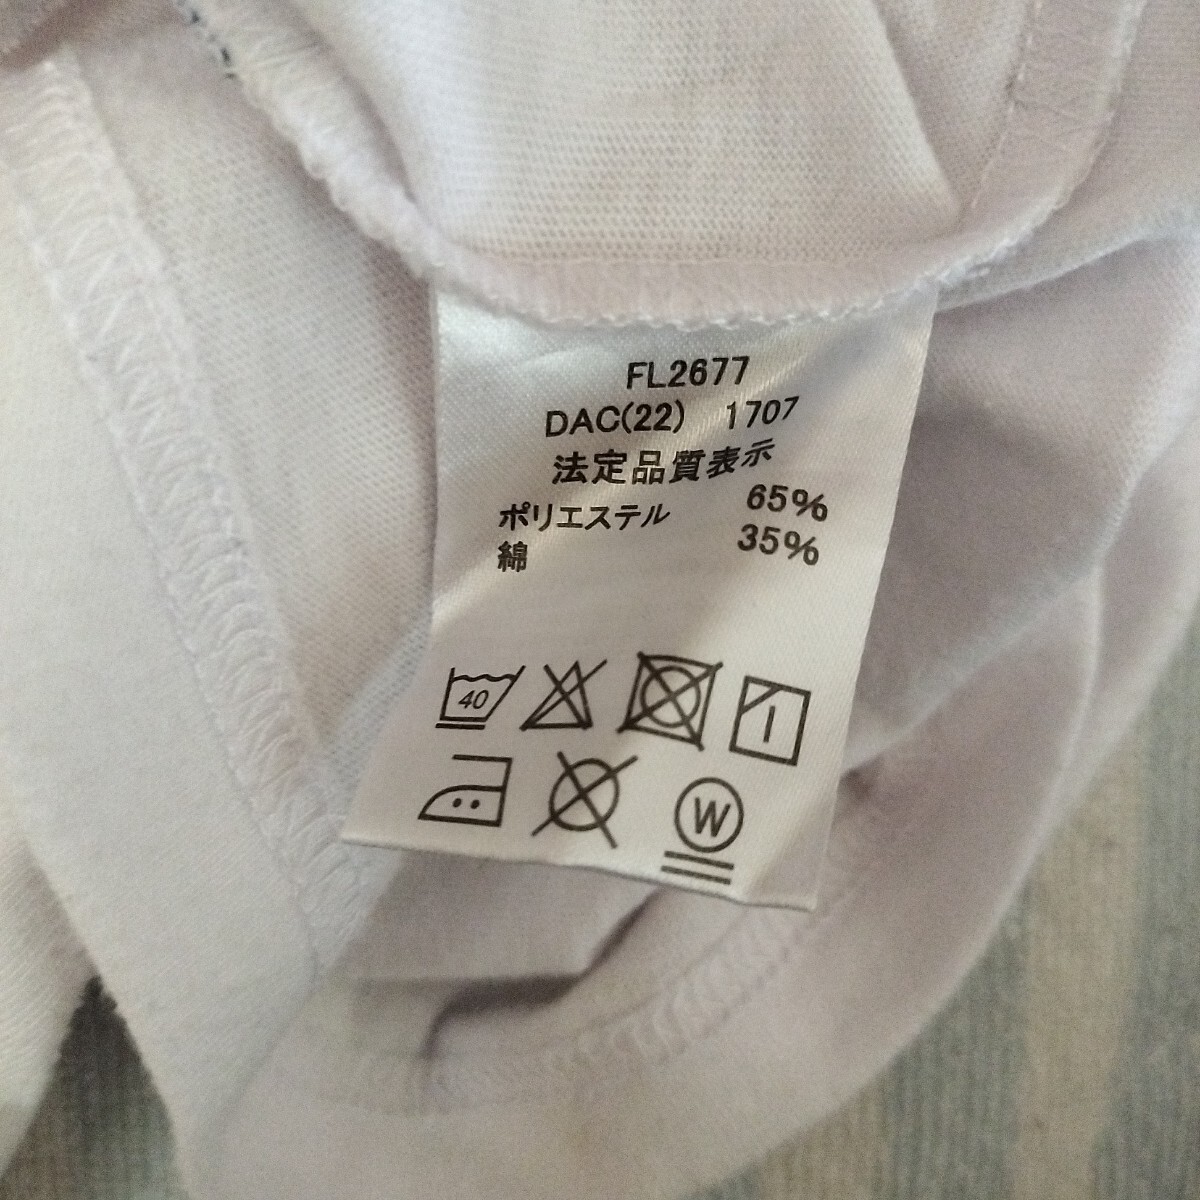 FL2677
DAC(22) 1707
法定品質表示
ポリエステル 65%
綿 35%
40
W